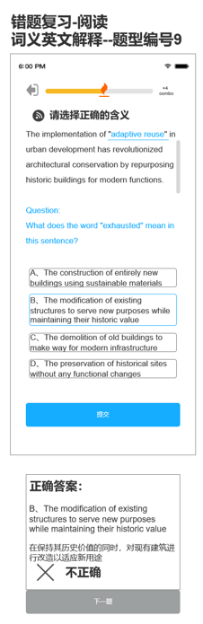 错题复习-阅读
词义英文解释--题型编号9
6:00 PM
+4
combo
请选择正确的含义
The implementation of "adaptive reuse" in
urban development has revolutionized
architectural conservation by repurposing
historic buildings for modern functions.
Question:
What does the word "exhausted" mean in
this sentence?
A、The construction of entirely new
buildings using sustainable materials
B、The modification of existing
structures to serve new purposes while
maintaining their historic value
C、The demolition of old buildings to
make way for modern infrastructure
D、The preservation of historical sites
without any functional changes
提交
正确答案：
B、The modification of existing
structures to serve new purposes
while maintaining their historic value
在保持其历史价值的同时，对现有建筑进
行改造以适应新用途
不正确
下一题